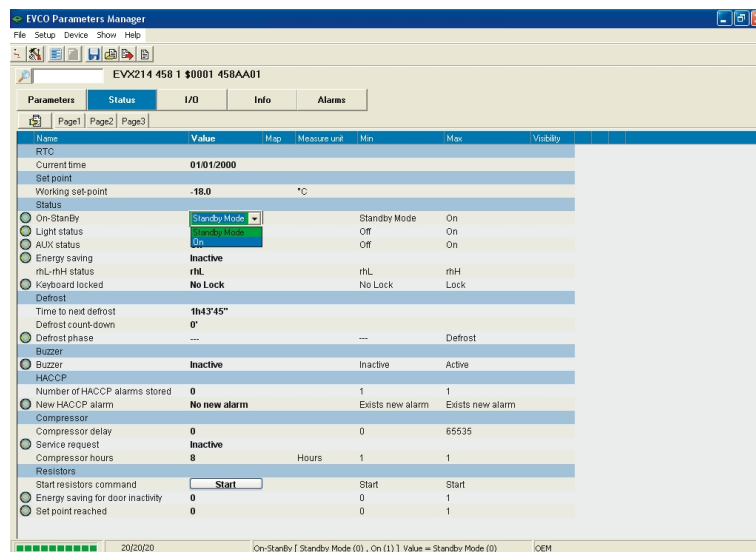 EVCO Parameters Manager
File Setup Device Show Help
EVX214 458 1 $0001 458AA01
Parameters Status I/O Info Alarms
Page1 Page2 Page3
Name Value Map Measure unit Min Max Visibility
RTC
Current time 01/01/2000
Set point
Working set-point -18.0 °C
Status
On-StanBy Standby Mode Standby Mode On
Light status Standby Mode Off On
AUX status On Off On
Energy saving Inactive
rhL-rhH status rhL rhL rhH
Keyboard locked No Lock No Lock Lock
Defrost
Time to next defrost 1h43'45"
Defrost count-down 0'
Defrost phase --- --- Defrost
Buzzer
Buzzer Inactive Inactive Active
HACCP
Number of HACCP alarms stored 0 1 1
New HACCP alarm No new alarm Exists new alarm Exists new alarm
Compressor
Compressor delay 0 0 65535
Service request Inactive
Compressor hours 8 Hours 1 1
Resistors
Start resistors command Start Start Start
Energy saving for door inactivity 0 0 1
Set point reached 0 0 1
20/20/20 On-StanBy [ Standby Mode (0) , On (1) ] Value = Standby Mode (0) OEM